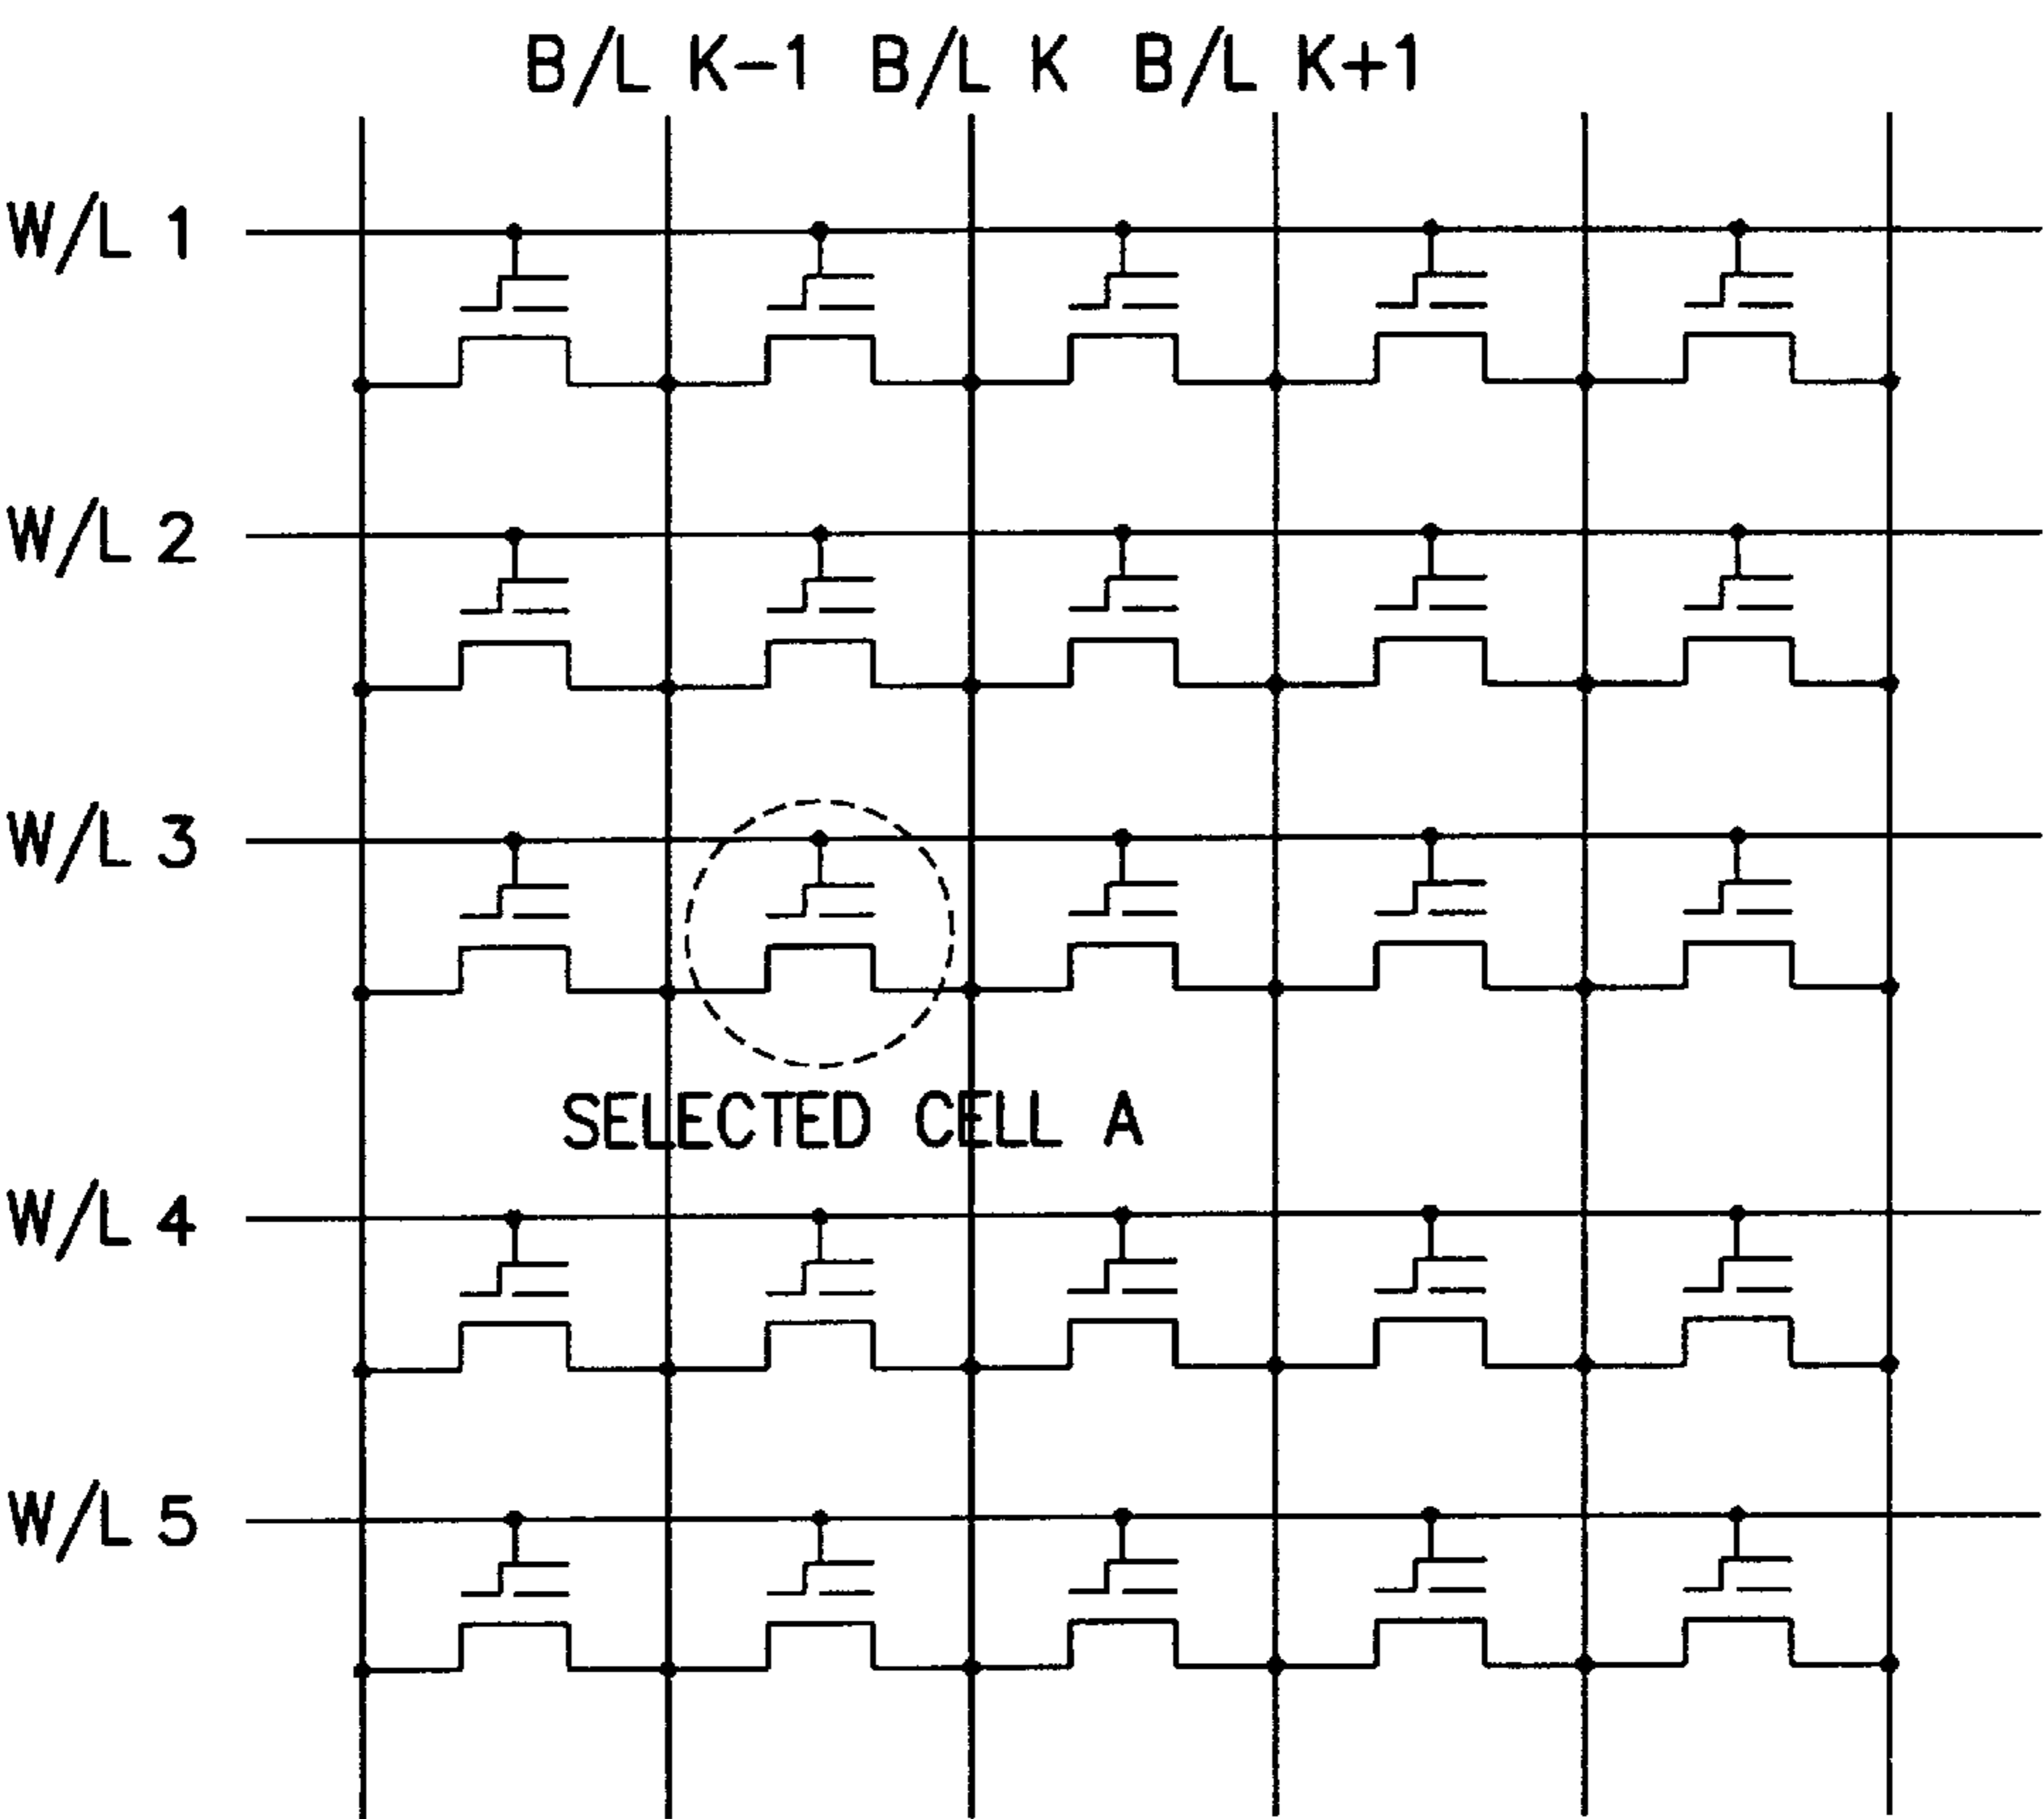 B/L K-1 B/L K B/L K+1
W/L 1
W/L 2
W/L 3
SELECTED CELL A
W/L 4
W/L 5